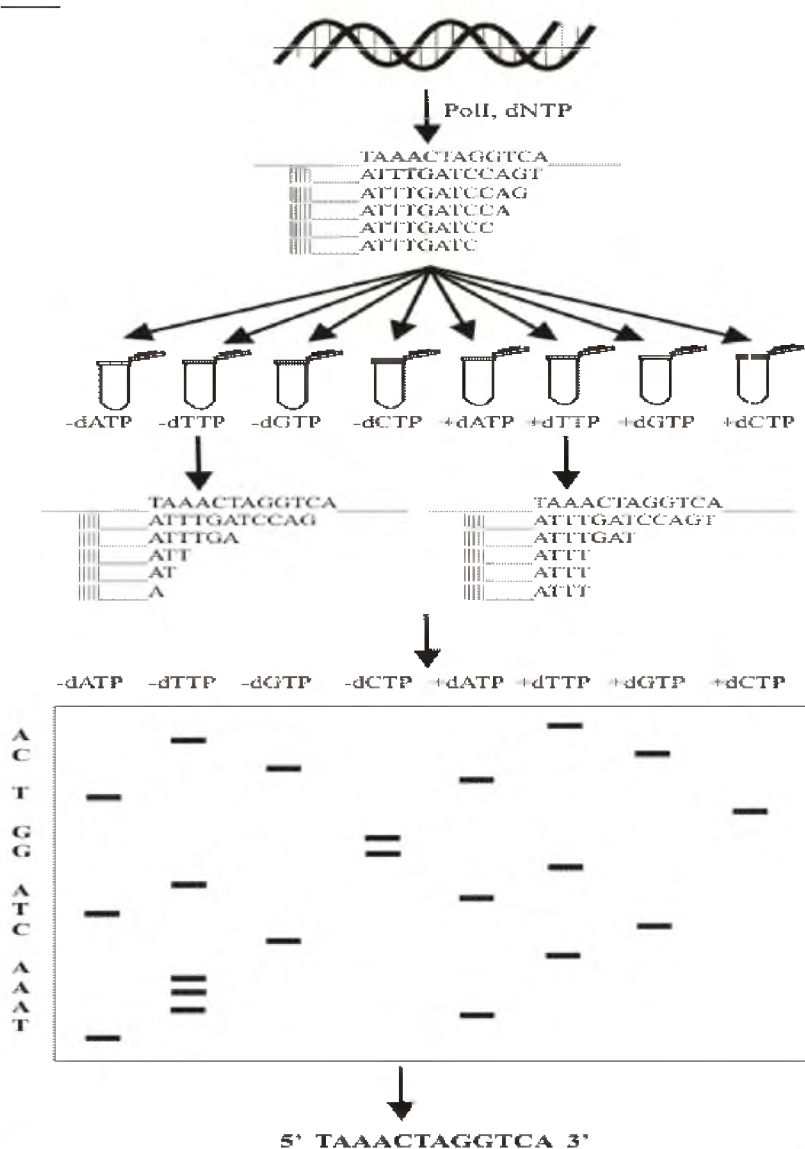 PolI, dNTP
TAAACTAGGTCA
ATTTGATCCAGT
ATTTGATCCAG
ATTTGATCCA
ATTTGATCC
ATTTGATC
-dATP -dTTP -dGTP -dCTP +dATP +dTTP +dGTP +dCTP
TAAACTAGGTCA
ATTTGATCCAG
ATTTGA
ATT
AT
A
TAAACTAGGTCA
ATTTGATCCAGT
ATTTGAT
ATTT
ATTT
ATTT
-dATP -dTTP -dGTP -dCTP +dATP +dTTP +dGTP +dCTP
A
C
T
G
G
A
T
C
A
A
A
T
5' TAAACTAGGTCA 3'